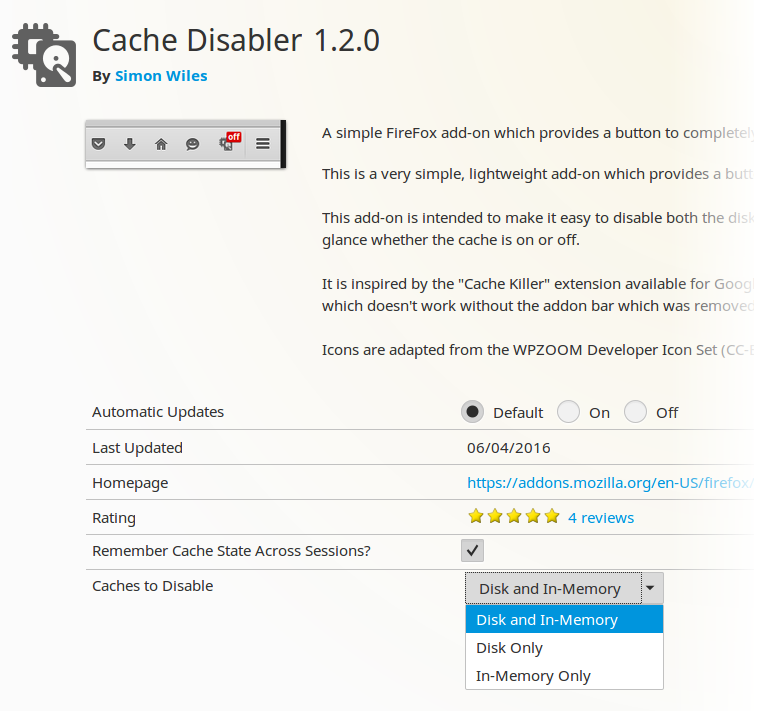 Cache Disabler 1.2.0
By Simon Wiles
off
A simple FireFox add-on which provides a button to completely
This is a very simple, lightweight add-on which provides a butt
This add-on is intended to make it easy to disable both the disk
glance whether the cache is on or off.
It is inspired by the "Cache Killer" extension available for Goog
which doesn't work without the addon bar which was removed
Icons are adapted from the WPZOOM Developer Icon Set (CC-B
Automatic Updates Default On Off
Last Updated 06/04/2016
Homepage https://addons.mozilla.org/en-US/firefox/
Rating 4 reviews
Remember Cache State Across Sessions?
Caches to Disable Disk and In-Memory
Disk and In-Memory
Disk Only
In-Memory Only